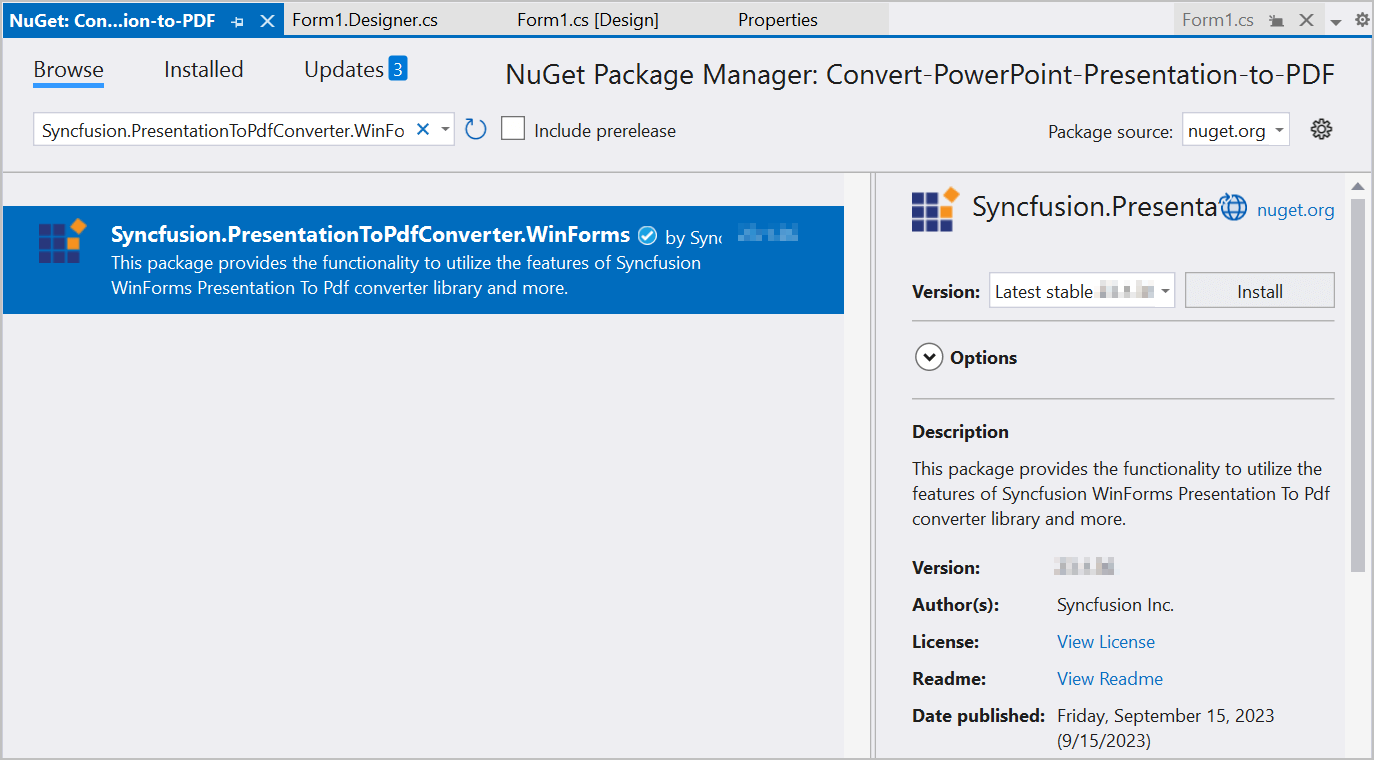 NuGet: Con...ion-to-PDF
Form1.Designer.cs
Form1.cs [Design]
Properties
Form1.cs
Browse
Installed
Updates 3
NuGet Package Manager: Convert-PowerPoint-Presentation-to-PDF
Syncfusion.PresentationToPdfConverter.WinFo
Include prerelease
Package source: nuget.org
Syncfusion.PresentationToPdfConverter.WinForms by Sync
This package provides the functionality to utilize the features of Syncfusion
WinForms Presentation To Pdf converter library and more.
Syncfusion.Presenta
nuget.org
Version: Latest stable
Install
Options
Description
This package provides the functionality to utilize the
features of Syncfusion WinForms Presentation To Pdf
converter library and more.
Version:
Author(s): Syncfusion Inc.
License: View License
Readme: View Readme
Date published: Friday, September 15, 2023
(9/15/2023)